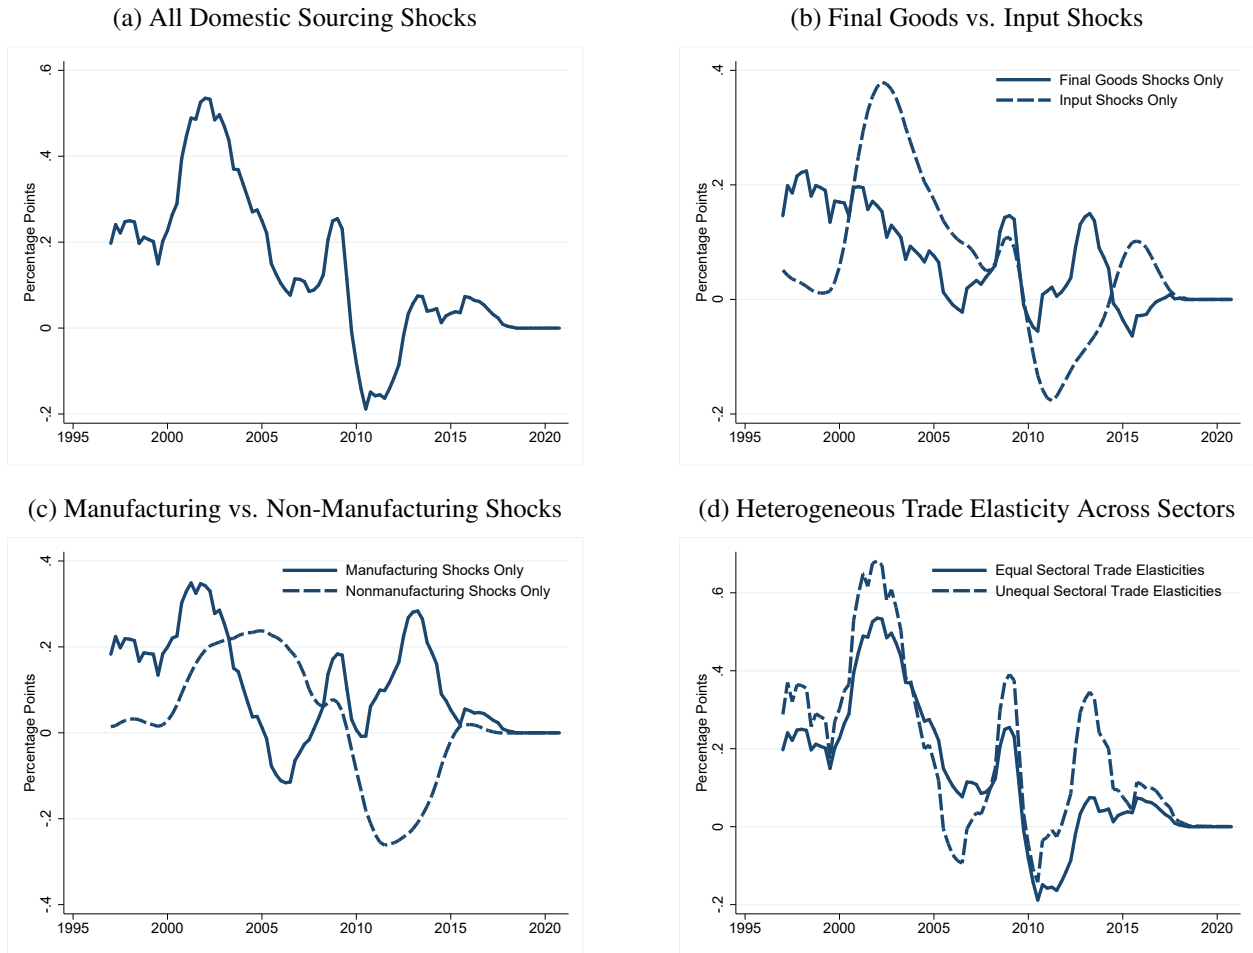 (a) All Domestic Sourcing Shocks
Percentage Points
.6
.4
.2
0
-.2
1995 2000 2005 2010 2015 2020
(b) Final Goods vs. Input Shocks
Percentage Points
.4
.2
0
-.2
Final Goods Shocks Only
Input Shocks Only
1995 2000 2005 2010 2015 2020
(c) Manufacturing vs. Non-Manufacturing Shocks
Percentage Points
.4
.2
0
-.2
-.4
Manufacturing Shocks Only
Nonmanufacturing Shocks Only
1995 2000 2005 2010 2015 2020
(d) Heterogeneous Trade Elasticity Across Sectors
Percentage Points
.6
.4
.2
0
-.2
Equal Sectoral Trade Elasticities
Unequal Sectoral Trade Elasticities
1995 2000 2005 2010 2015 2020